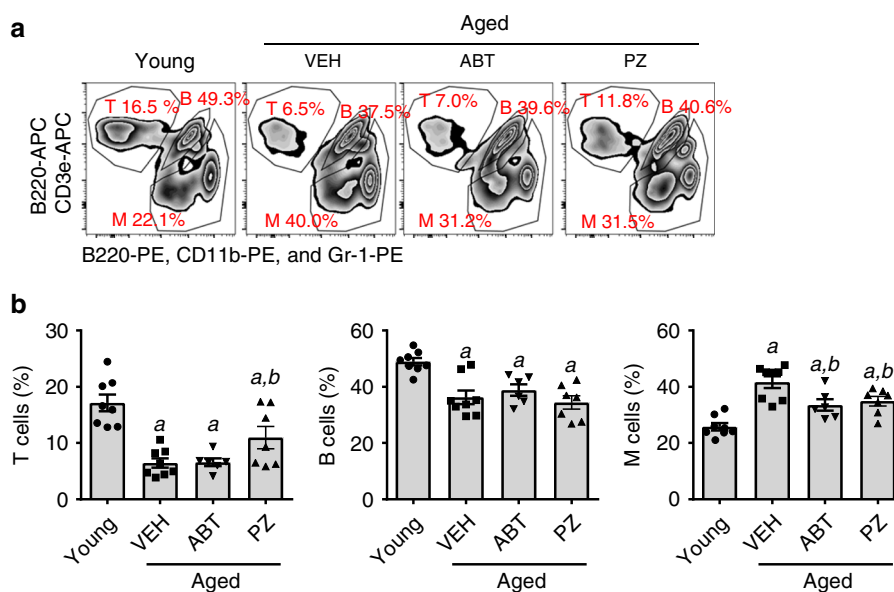 a
Aged
Young VEH ABT PZ
T 16.5 % B 49.3% T 6.5% B 37.5% T 7.0% B 39.6% T 11.8% B 40.6%
B220-APC
CD3e-APC
M 22.1% M 40.0% M 31.2% M 31.5%
B220-PE, CD11b-PE, and Gr-1-PE
b
T cells (%)
30
20
10
0
a a a,b
Young VEH ABT PZ
Aged
B cells (%)
60
40
20
0
a a a
Young VEH ABT PZ
Aged
M cells (%)
60
40
20
0
a a,b a,b
Young VEH ABT PZ
Aged